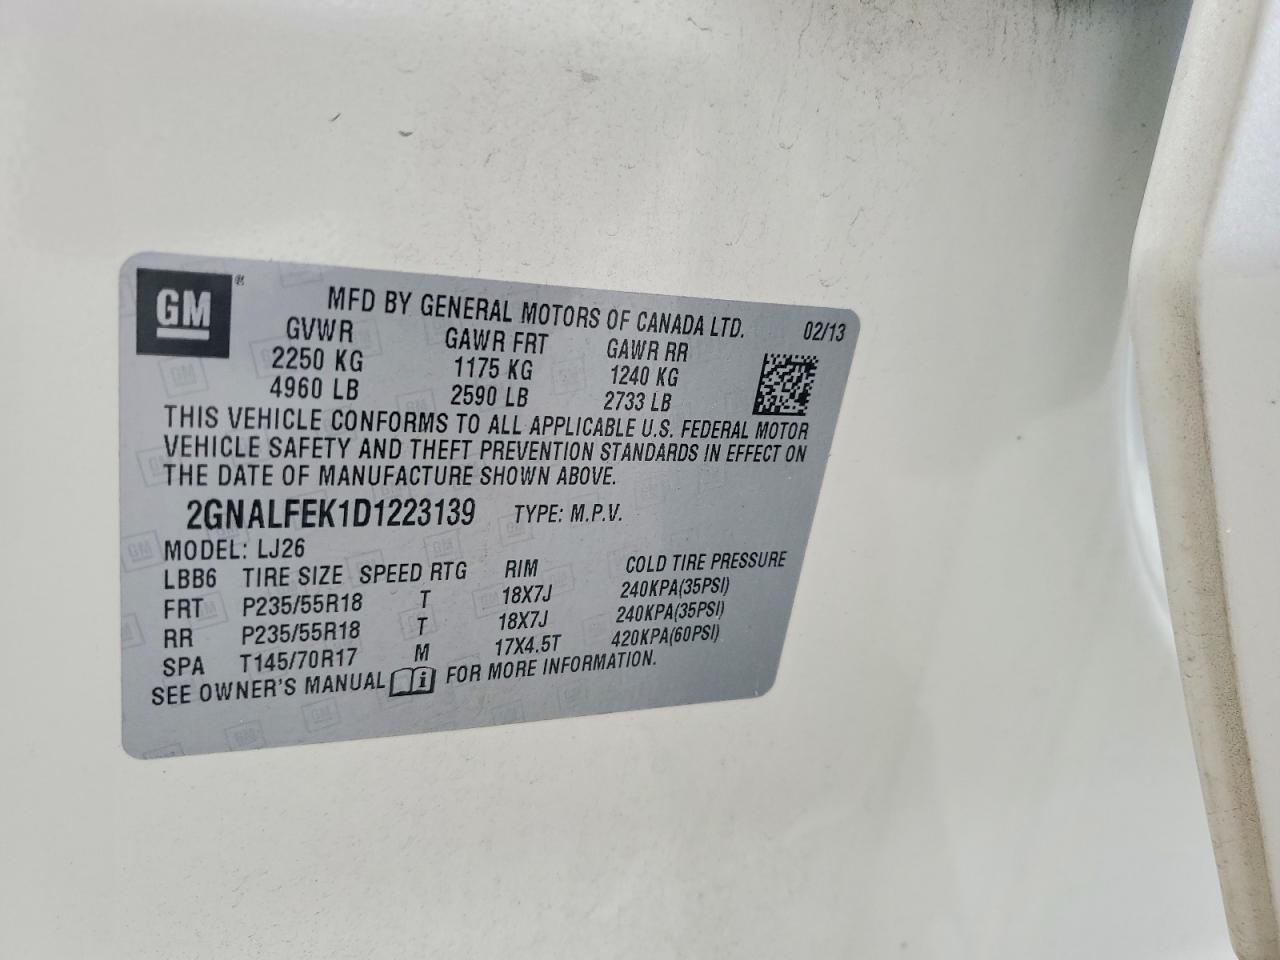 GM®
MFD BY GENERAL MOTORS OF CANADA LTD. 02/13
GVWR GAWR FRT GAWR RR
2250 KG 1175 KG 1240 KG
4960 LB 2590 LB 2733 LB
THIS VEHICLE CONFORMS TO ALL APPLICABLE U.S. FEDERAL MOTOR
VEHICLE SAFETY AND THEFT PREVENTION STANDARDS IN EFFECT ON
THE DATE OF MANUFACTURE SHOWN ABOVE.
2GNALFEK1D1223139 TYPE: M.P.V.
MODEL: LJ26
LBB6 TIRE SIZE SPEED RTG RIM COLD TIRE PRESSURE
FRT P235/55R18 T 18X7J 240KPA(35PSI)
RR P235/55R18 T 18X7J 240KPA(35PSI)
SPA T145/70R17 M 17X4.5T 420KPA(60PSI)
SEE OWNER'S MANUAL i FOR MORE INFORMATION.